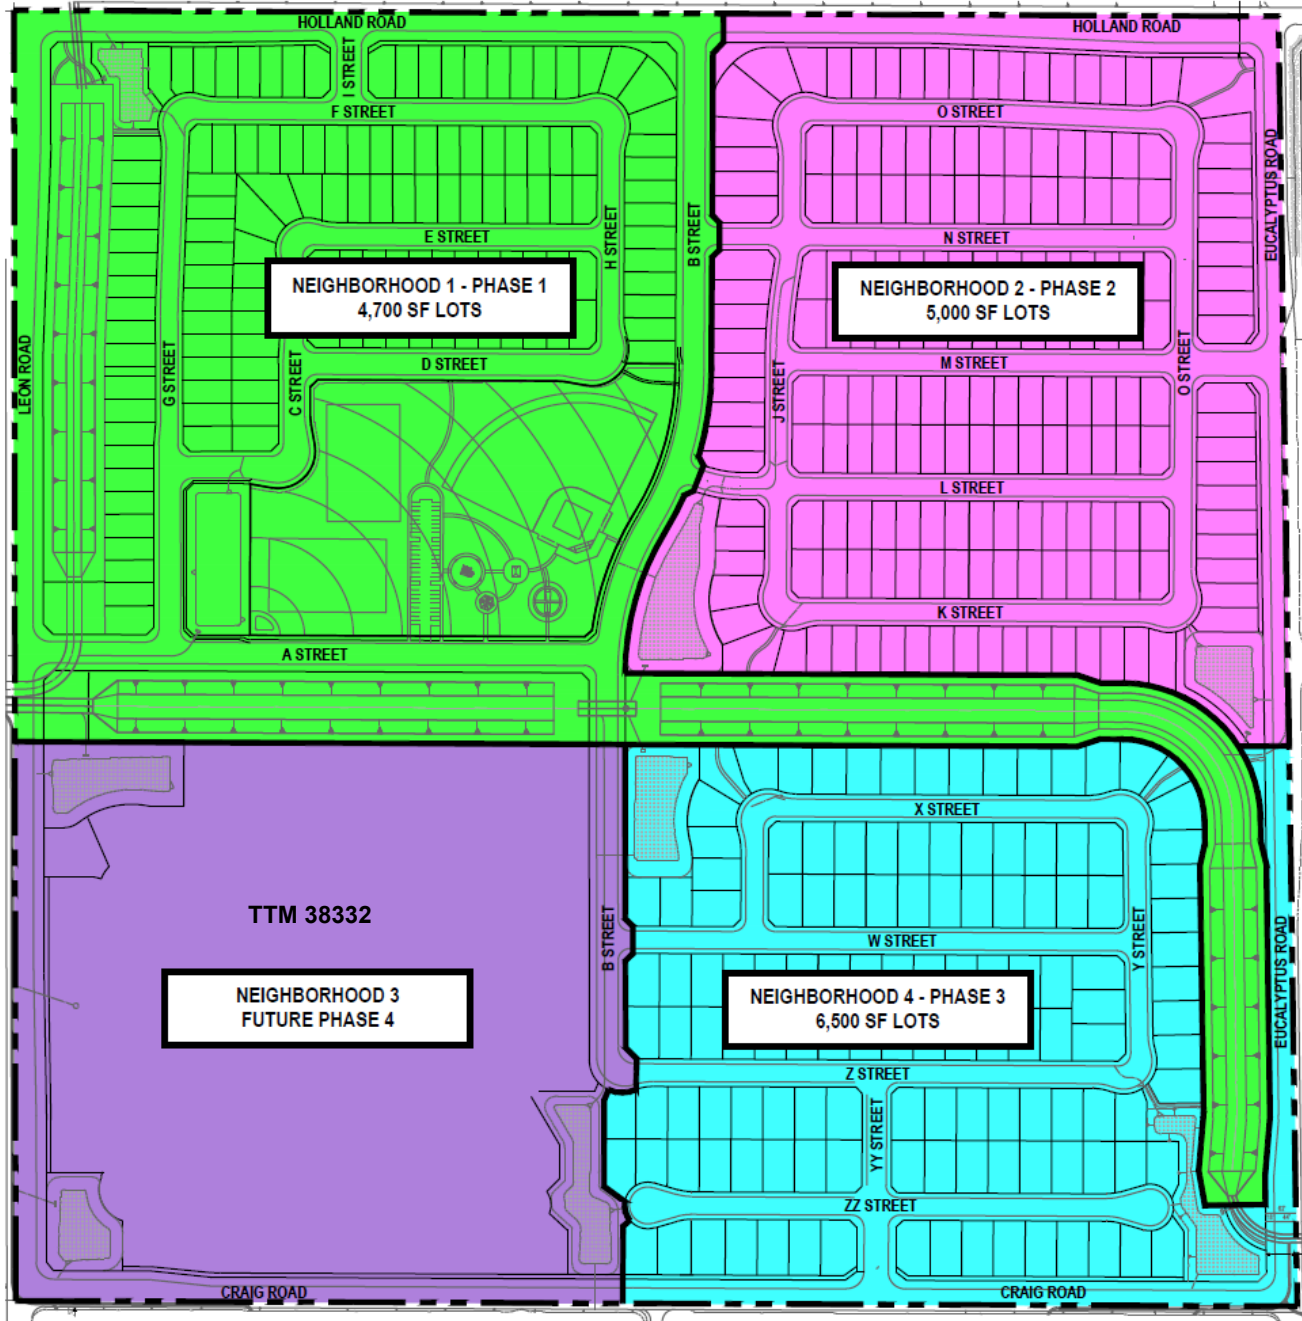 HOLLAND ROAD
HOLLAND ROAD
I STREET
F STREET
O STREET
EUCALYPTUS ROAD
H STREET
B STREET
E STREET
N STREET
NEIGHBORHOOD 1 - PHASE 1
4,700 SF LOTS
NEIGHBORHOOD 2 - PHASE 2
5,000 SF LOTS
LEON ROAD
G STREET
C STREET
D STREET
J STREET
M STREET
O STREET
L STREET
K STREET
A STREET
X STREET
TTM 38332
B STREET
W STREET
Y STREET
EUCALYPTUS ROAD
NEIGHBORHOOD 3
FUTURE PHASE 4
NEIGHBORHOOD 4 - PHASE 3
6,500 SF LOTS
Z STREET
YY STREET
ZZ STREET
CRAIG ROAD
CRAIG ROAD